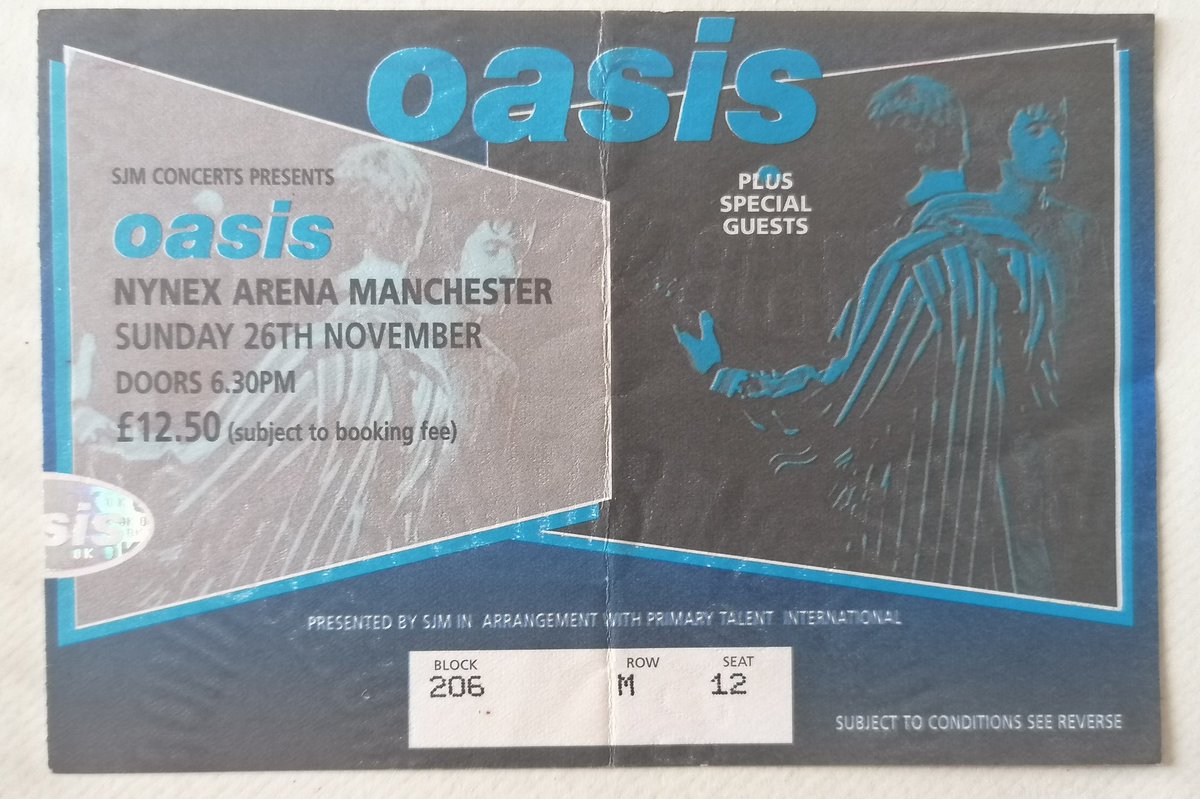 oasis
SJM CONCERTS PRESENTS
oasis
NYNEX ARENA MANCHESTER
SUNDAY 26TH NOVEMBER
DOORS 6.30PM
£12.50 (subject to booking fee)
PLUS
SPECIAL
GUESTS
sis
UK
PRESENTED BY SJM IN ARRANGEMENT WITH PRIMARY TALENT INTERNATIONAL
BLOCK ROW SEAT
206 M 12
SUBJECT TO CONDITIONS SEE REVERSE